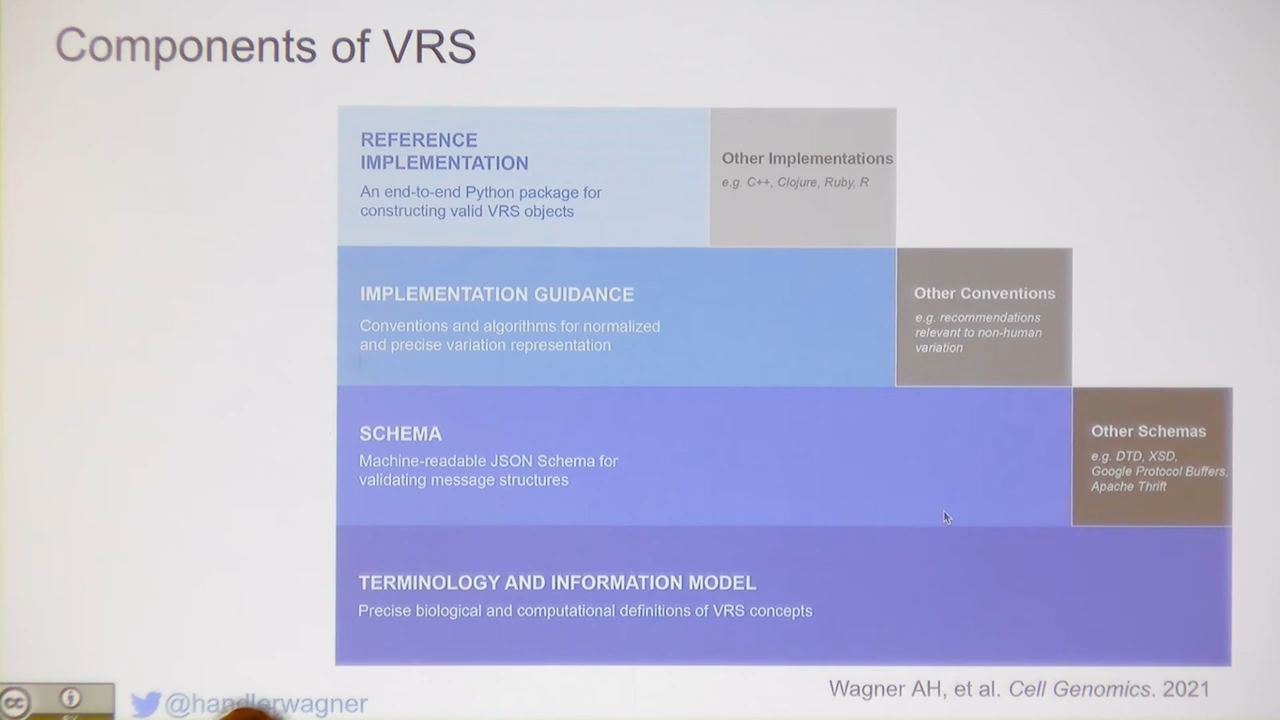 Components of VRS
REFERENCE
IMPLEMENTATION
An end-to-end Python package for
constructing valid VRS objects
Other Implementations
e.g. C++, Clojure, Ruby, R
IMPLEMENTATION GUIDANCE
Conventions and algorithms for normalized
and precise variation representation
Other Conventions
e.g. recommendations
relevant to non-human
variation
SCHEMA
Machine-readable JSON Schema for
validating message structures
Other Schemas
e.g. DTD, XSD,
Google Protocol Buffers,
Apache Thrift
TERMINOLOGY AND INFORMATION MODEL
Precise biological and computational definitions of VRS concepts
cc
@handlerwagner
Wagner AH, et al. Cell Genomics. 2021